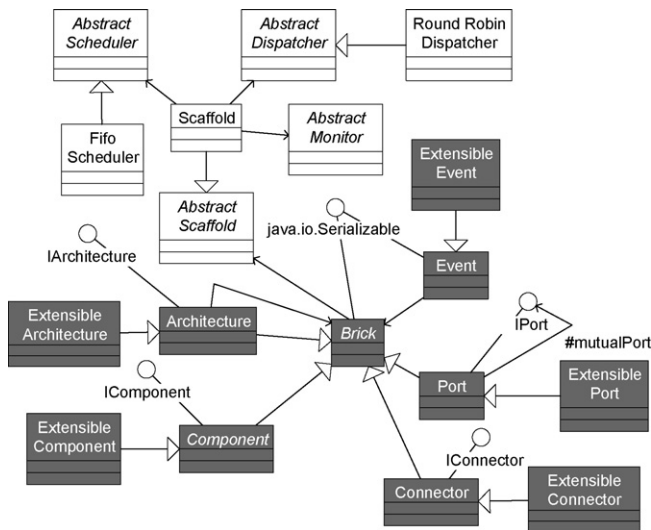 Abstract
Scheduler
Abstract
Dispatcher
Round Robin
Dispatcher
Scaffold
Fifo
Scheduler
Abstract
Monitor
Extensible
Event
Abstract
Scaffold
java.io.Serializable
IArchitecture
Event
Extensible
Architecture
Architecture
Brick
IPort
#mutualPort
IComponent
Port
Extensible
Port
Extensible
Component
Component
IConnector
Connector
Extensible
Connector